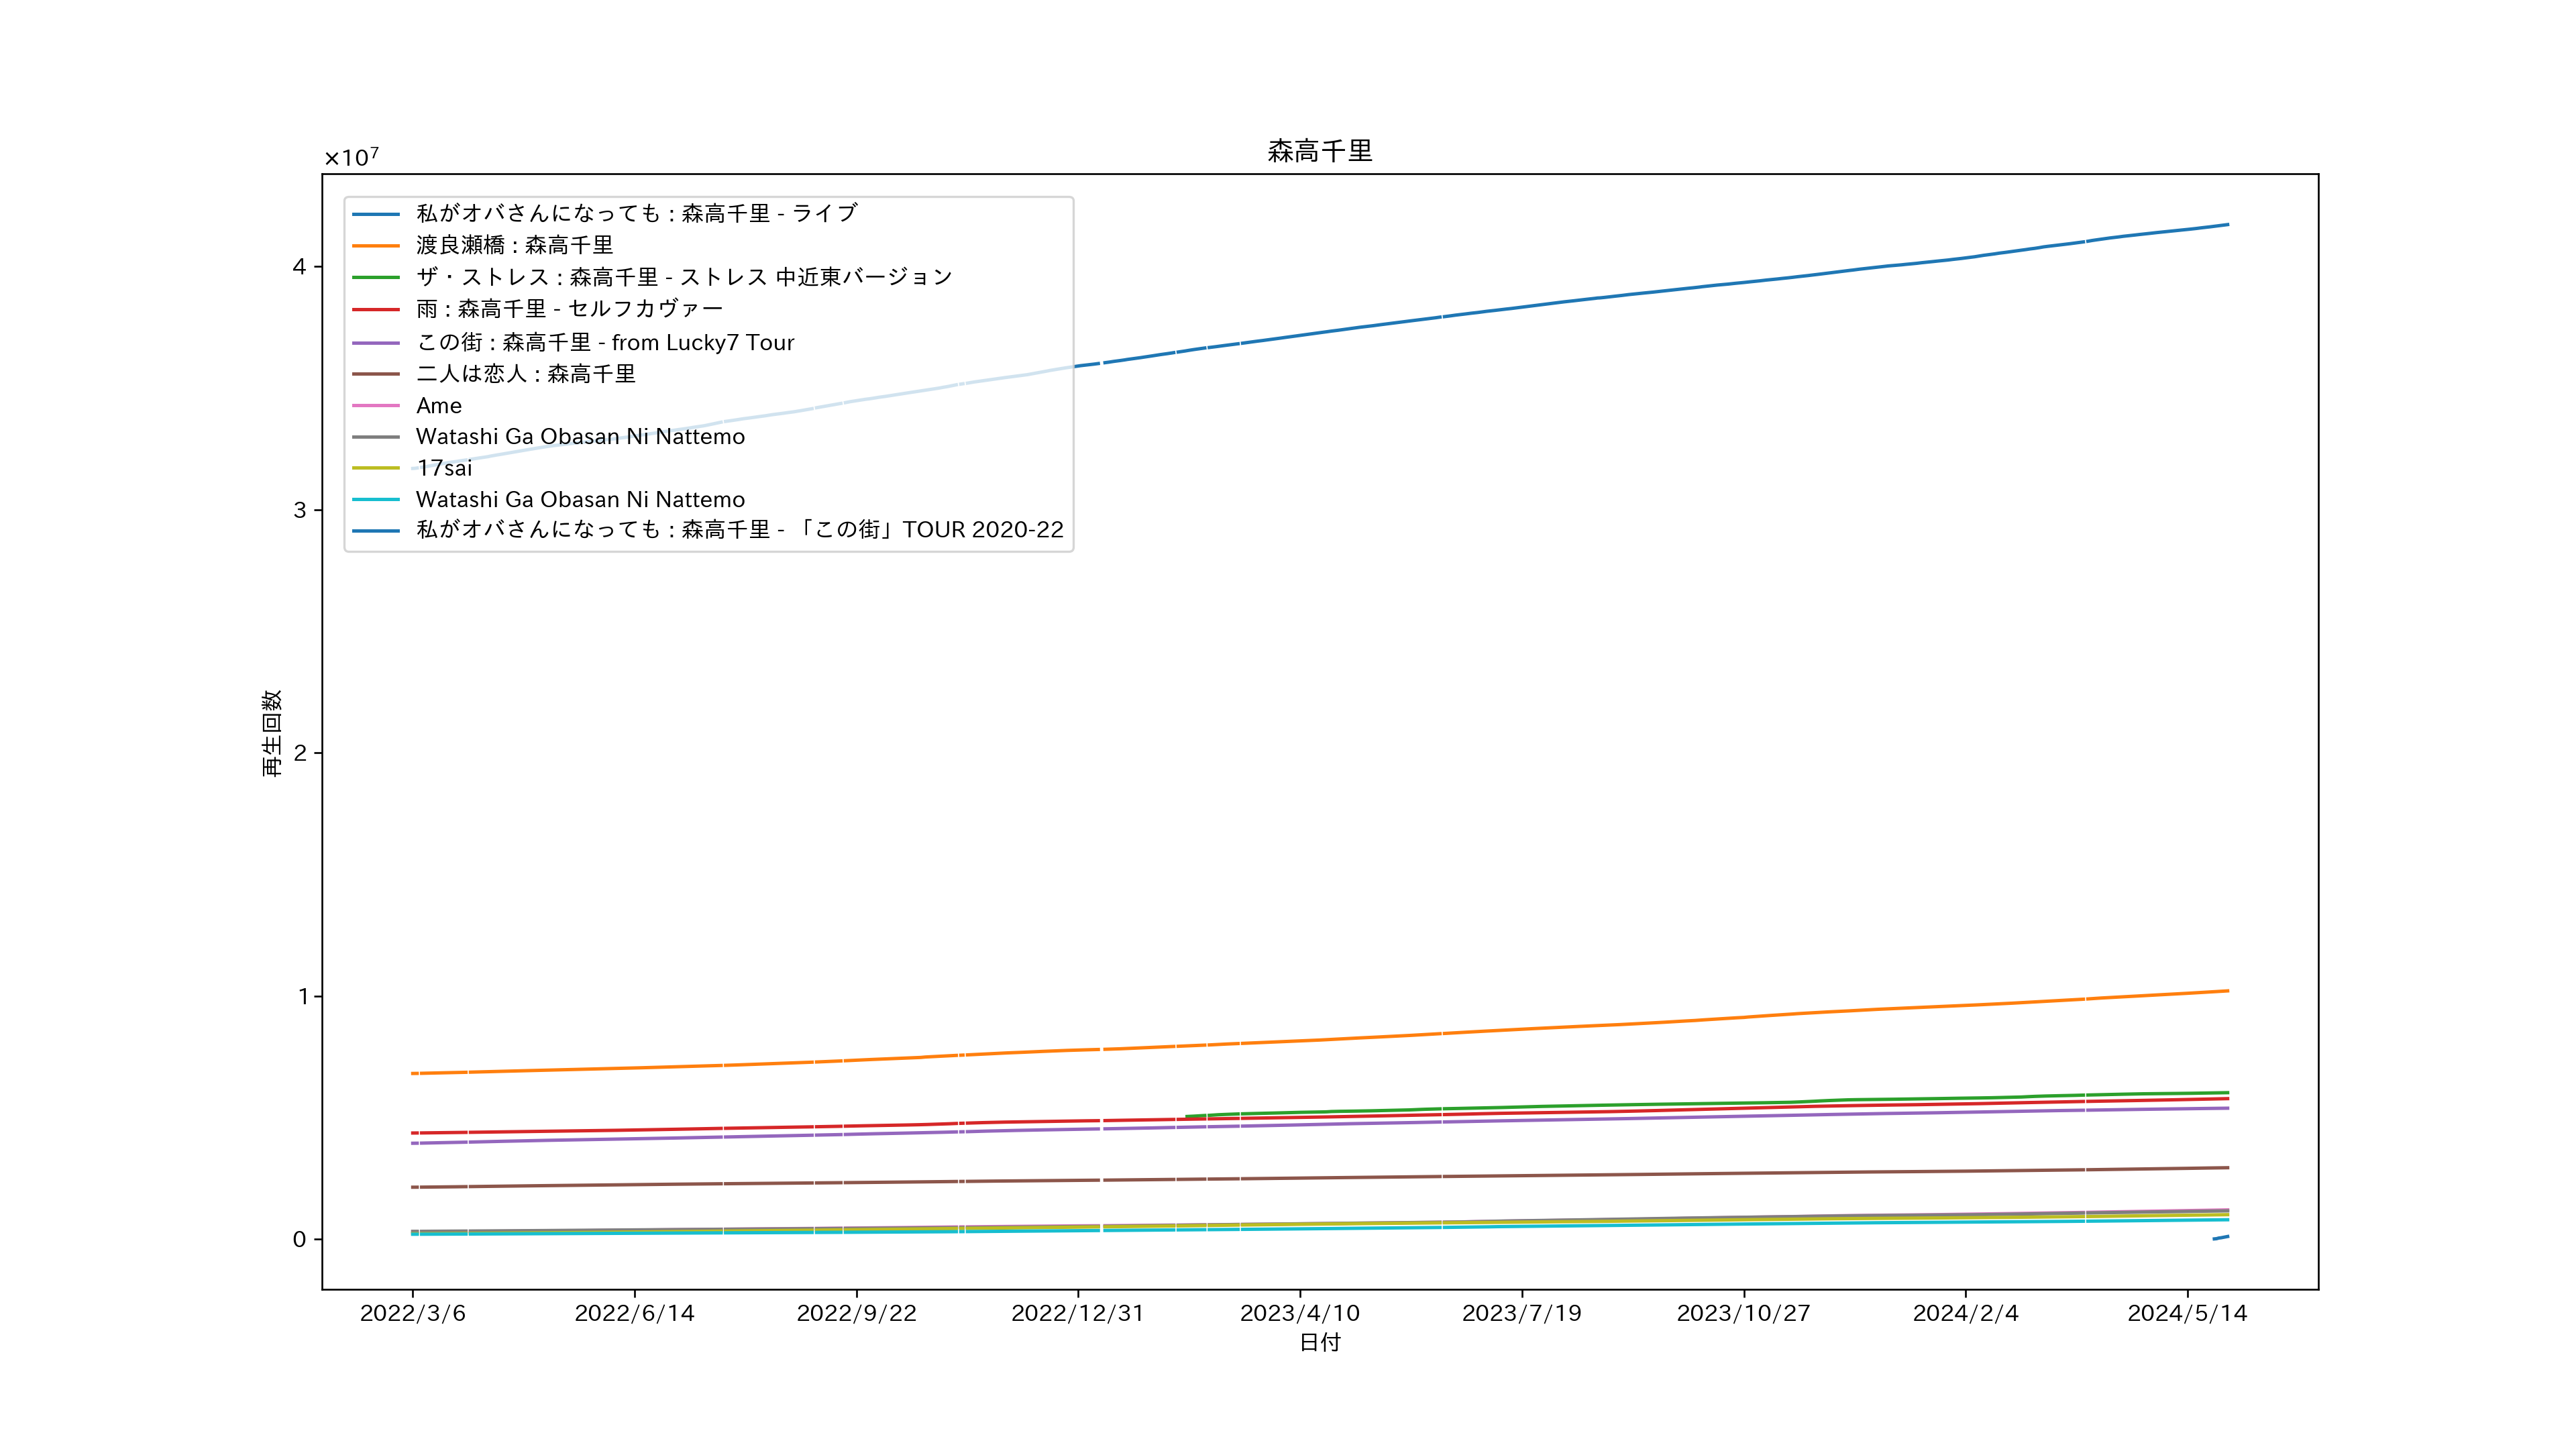 森高千里
×10⁷
私がオバさんになっても : 森高千里 - ライブ
渡良瀬橋 : 森高千里
ザ・ストレス : 森高千里 - ストレス 中近東バージョン
雨 : 森高千里 - セルフカヴァー
この街 : 森高千里 - from Lucky7 Tour
二人は恋人 : 森高千里
Ame
Watashi Ga Obasan Ni Nattemo
17sai
Watashi Ga Obasan Ni Nattemo
私がオバさんになっても : 森高千里 - 「この街」TOUR 2020-22
4
3
2
1
0
再生回数
2022/3/6 2022/6/14 2022/9/22 2022/12/31 2023/4/10 2023/7/19 2023/10/27 2024/2/4 2024/5/14
日付